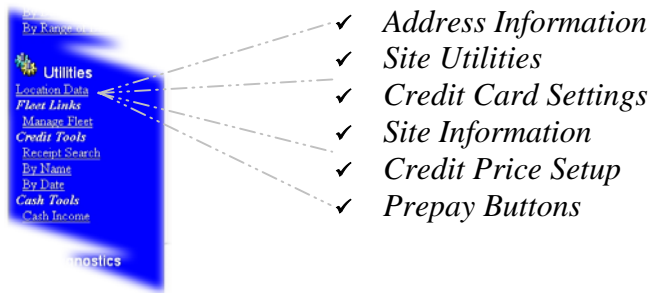 By Range of
Utilities
Location Data
Fleet Links
Manage Fleet
Credit Tools
Receipt Search
By Name
By Date
Cash Tools
Cash Income
✓ Address Information
✓ Site Utilities
✓ Credit Card Settings
✓ Site Information
✓ Credit Price Setup
✓ Prepay Buttons